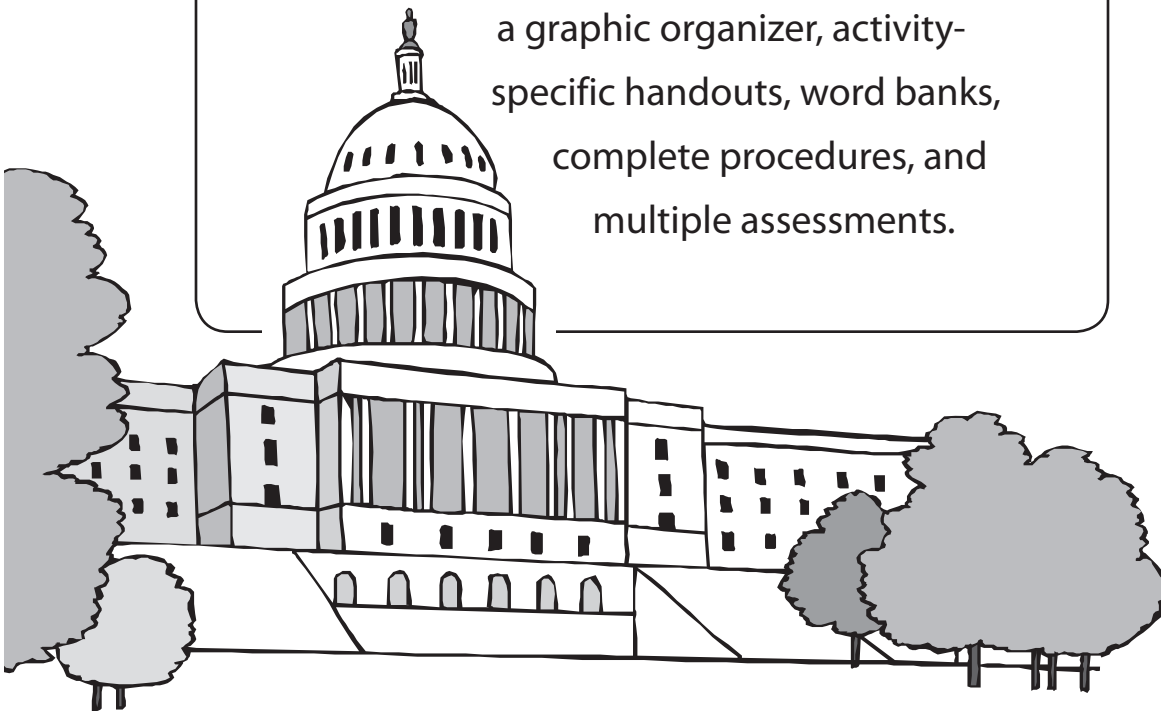 a graphic organizer, activity-
specific handouts, word banks,
complete procedures, and
multiple assessments.